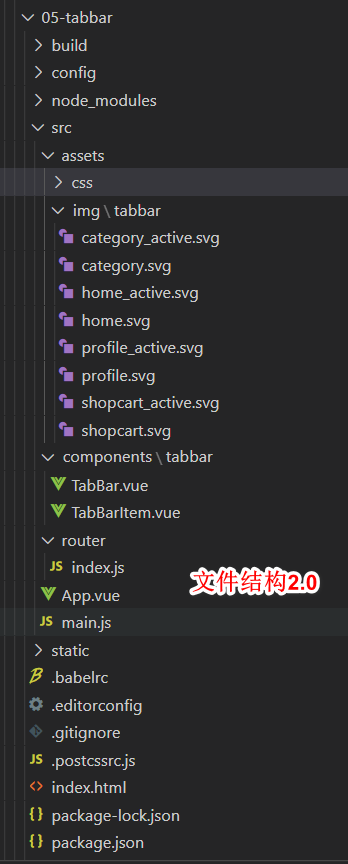 05-tabbar
build
config
node_modules
src
assets
css
img \ tabbar
category_active.svg
category.svg
home_active.svg
home.svg
profile_active.svg
profile.svg
shopcart_active.svg
shopcart.svg
components \ tabbar
TabBar.vue
TabBarItem.vue
router
JS index.js
文件结构2.0
App.vue
JS main.js
static
.babelrc
.editorconfig
.gitignore
JS .postcssrc.js
<> index.html
{} package-lock.json
{} package.json